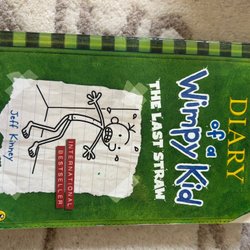 DIARY
of a
Wimpy Kid
THE LAST STRAW
INTERNATIONAL
BESTSELLER
Jeff Kinney